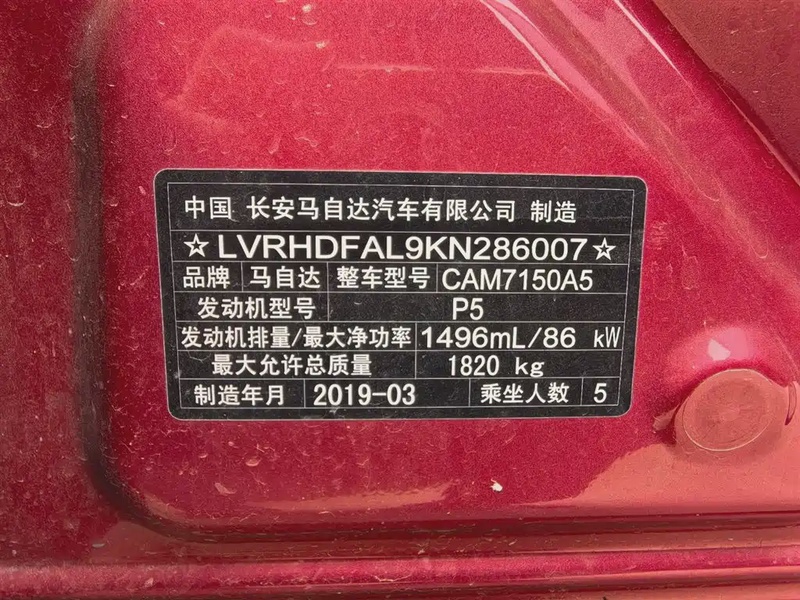 中国 长安马自达汽车有限公司 制造
☆LVRHDFAL9KN286007☆
品牌 马自达 整车型号 CAM7150A5
发动机型号 P5
发动机排量/最大净功率 1496mL/86 kW
最大允许总质量 1820 kg
制造年月 2019-03 乘坐人数 5